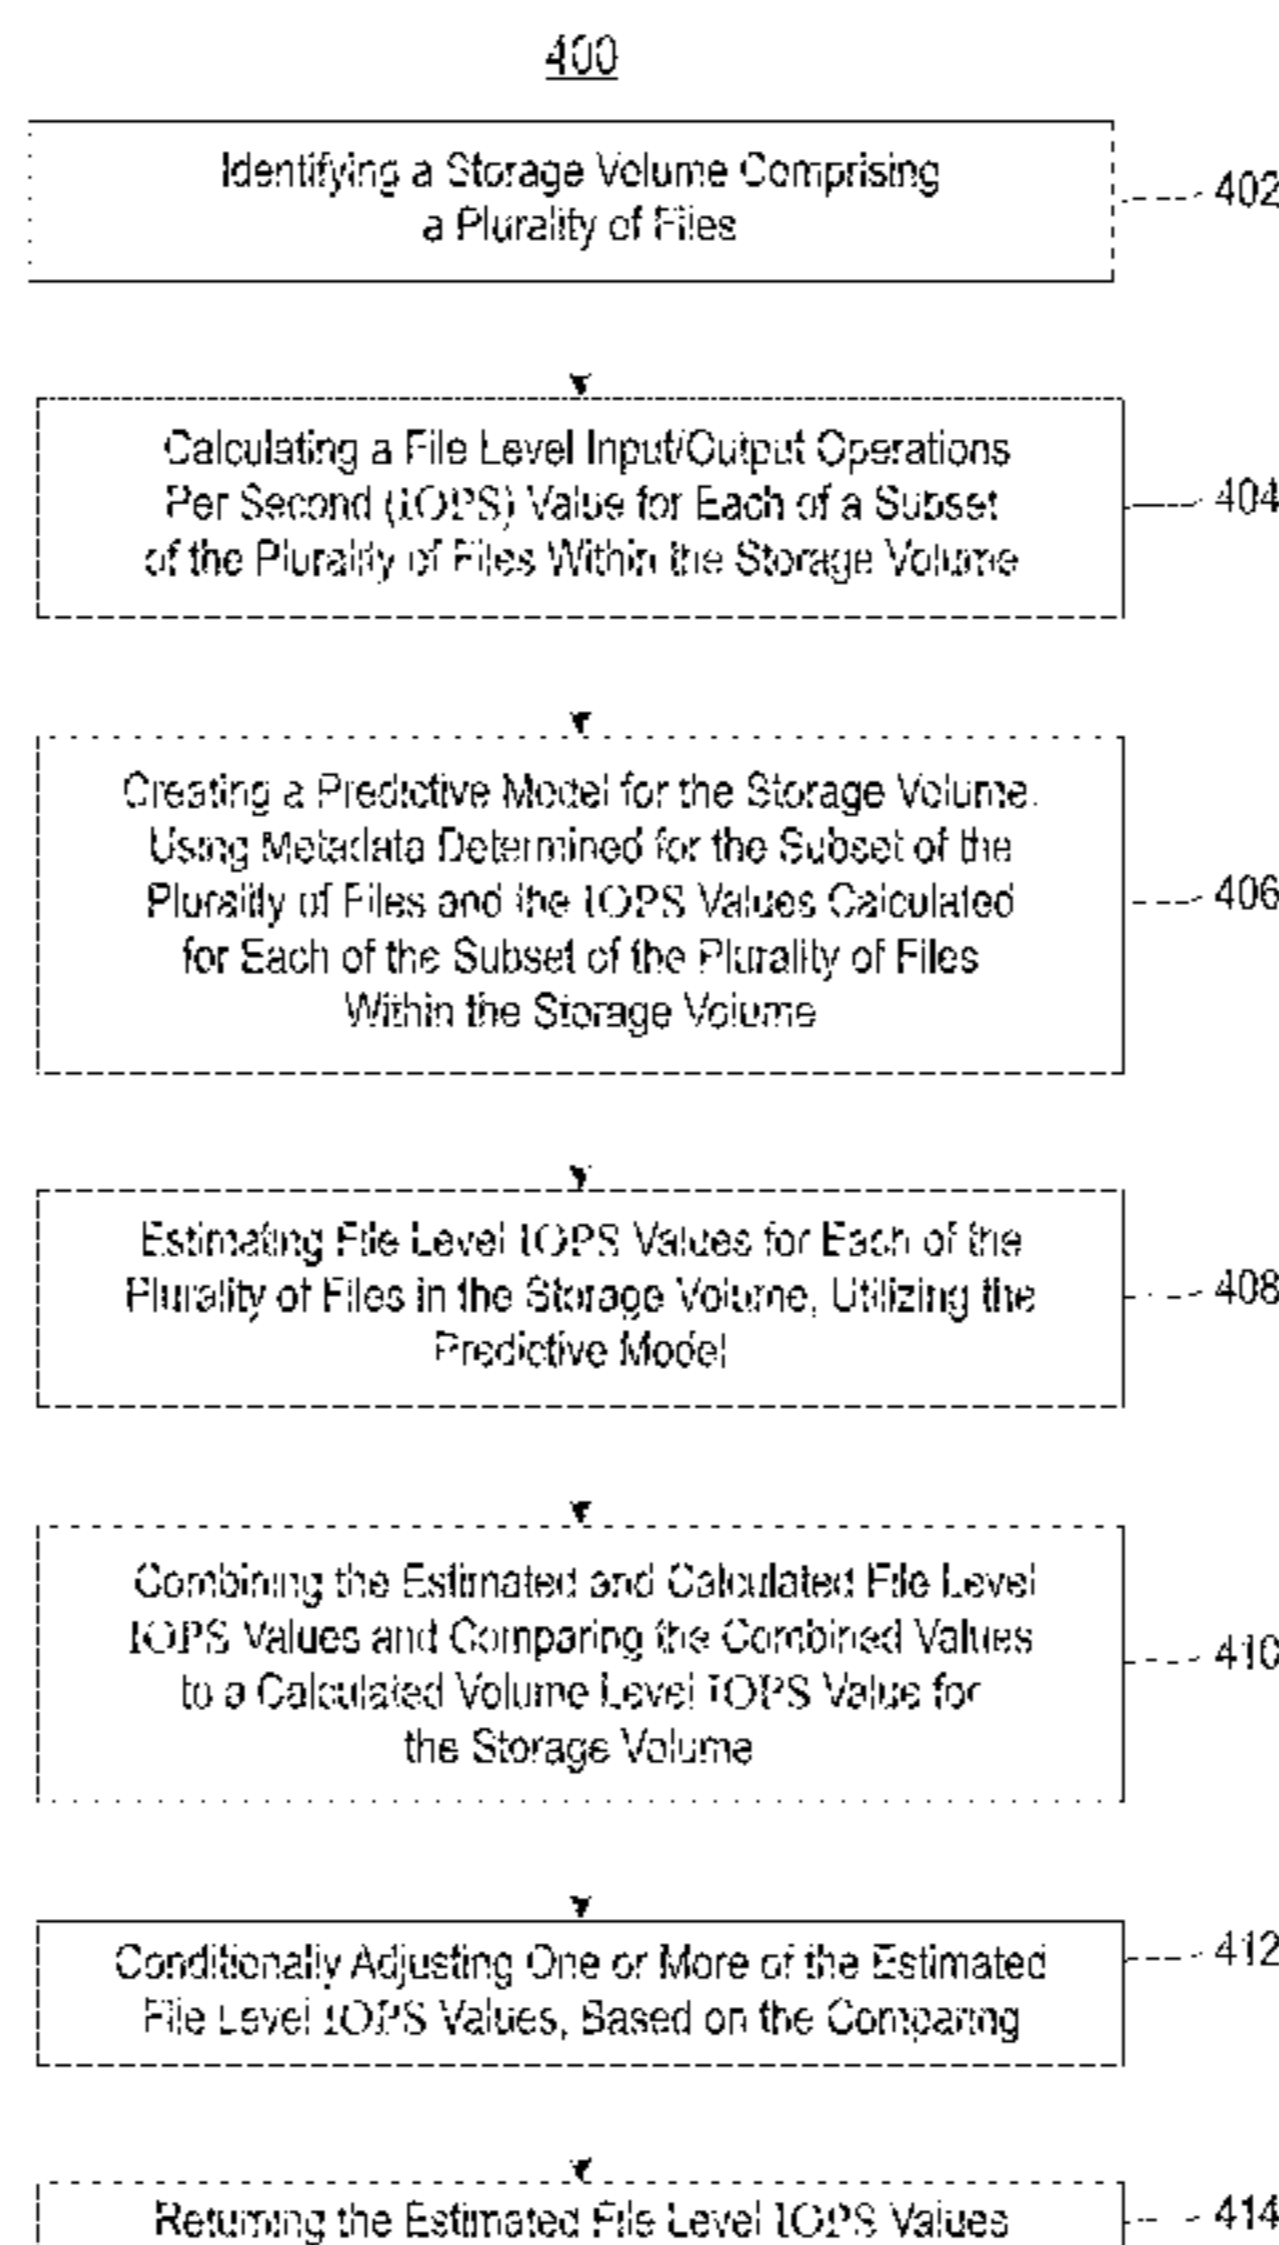 400
Identifying a Storage Volume Comprising
a Plurality of Files
402
Calculating a File Level Input/Output Operations
Per Second (IOPS) Value for Each of a Subset
of the Plurality of Files Within the Storage Volume
404
Creating a Predictive Model for the Storage Volume,
Using Metadata Determined for the Subset of the
Plurality of Files and the IOPS Values Calculated
for Each of the Subset of the Plurality of Files
Within the Storage Volume
406
Estimating File Level IOPS Values for Each of the
Plurality of Files in the Storage Volume, Utilizing the
Predictive Model
408
Combining the Estimated and Calculated File Level
IOPS Values and Comparing the Combined Values
to a Calculated Volume Level IOPS Value for
the Storage Volume
410
Conditionally Adjusting One or More of the Estimated
File Level IOPS Values, Based on the Comparing
412
Returning the Estimated File Level IOPS Values
414